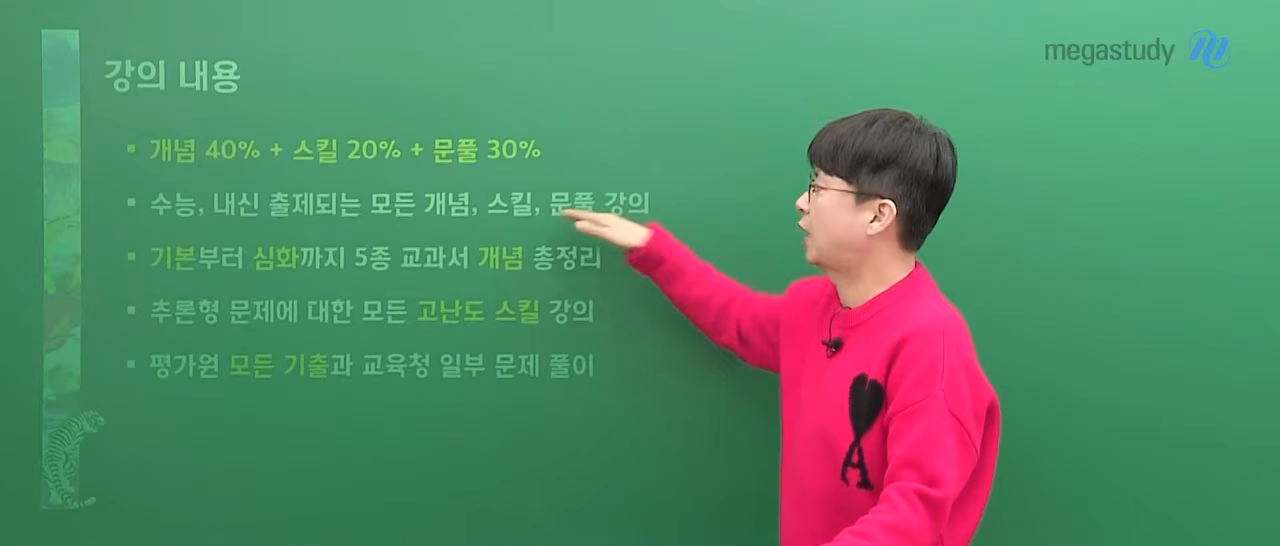 megastudy
강의 내용
▪ 개념 40% + 스킬 20% + 문풀 30%
▪ 수능, 내신 출제되는 모든 개념, 스킬, 문풀 강의
▪ 기본부터 심화까지 5종 교과서 개념 총정리
▪ 추론형 문제에 대한 모든 고난도 스킬 강의
▪ 평가원 모든 기출과 교육청 일부 문제 풀이
A